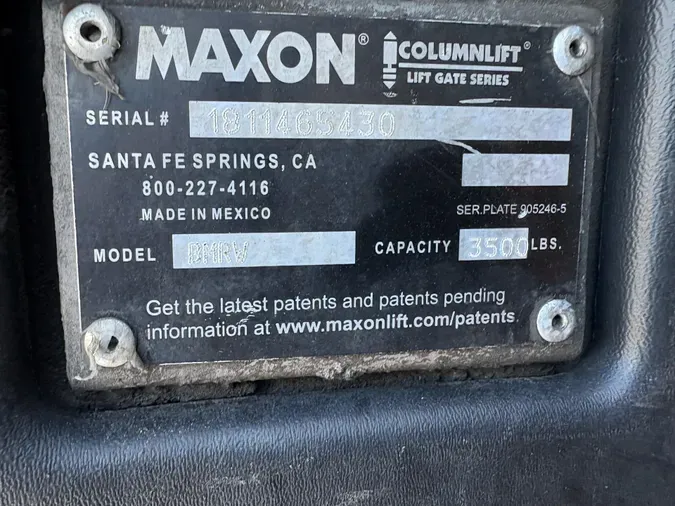 MAXON® COLUMNLIFT®
LIFT GATE SERIES
SERIAL # 1811465430
SANTA FE SPRINGS, CA
800-227-4116
MADE IN MEXICO
SER.PLATE 905246-5
MODEL BMRV CAPACITY 3500 LBS.
Get the latest patents and patents pending
information at www.maxonlift.com/patents.